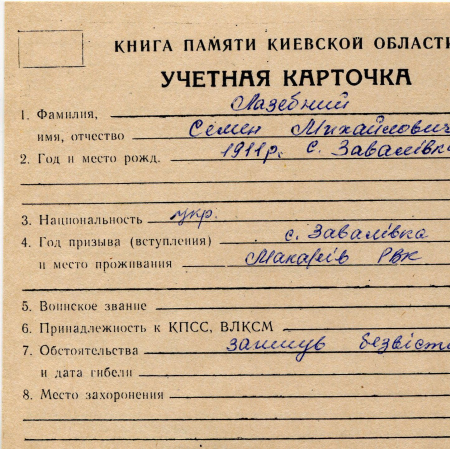 КНИГА ПАМЯТИ КИЕВСКОЙ ОБЛАСТИ
УЧЕТНАЯ КАРТОЧКА
1. Фамилия, Лазебний
имя, отчество Семен Михайлович
2. Год и место рожд. 1911р. с. Завалівка
3. Национальность укр.
4. Год призыва (вступления) с. Завалівка
и место проживания Макарів РВК
5. Воинское звание
6. Принадлежность к КПСС, ВЛКСМ
7. Обстоятельства загинув безвісти
и дата гибели
8. Место захоронения